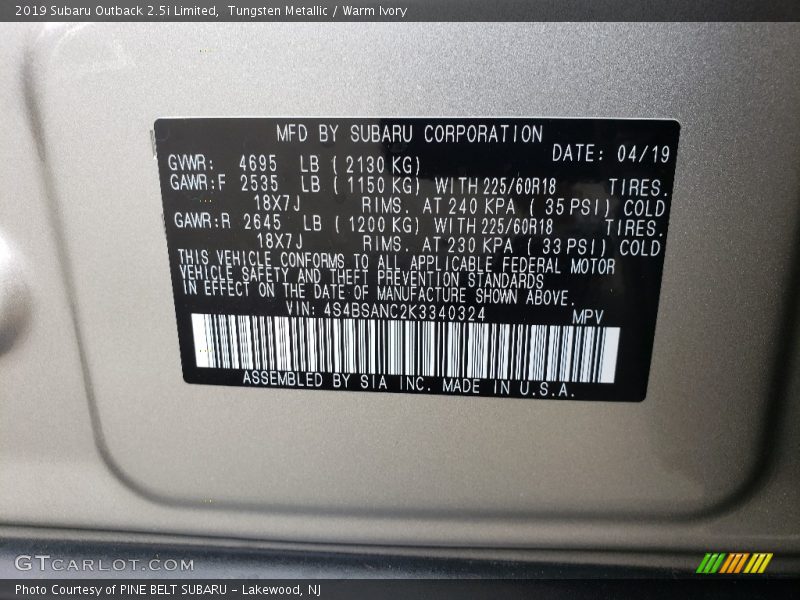 2019 Subaru Outback 2.5i Limited, Tungsten Metallic / Warm Ivory
MFD BY SUBARU CORPORATION
DATE: 04/19
GVWR: 4695 LB ( 2130 KG)
GAWR:F 2535 LB ( 1150 KG) WITH 225/60R18 TIRES.
18X7J RIMS. AT 240 KPA ( 35 PSI) COLD
GAWR:R 2645 LB ( 1200 KG) WITH 225/60R18 TIRES.
18X7J RIMS. AT 230 KPA ( 33 PSI) COLD
THIS VEHICLE CONFORMS TO ALL APPLICABLE FEDERAL MOTOR
VEHICLE SAFETY AND THEFT PREVENTION STANDARDS
IN EFFECT ON THE DATE OF MANUFACTURE SHOWN ABOVE.
VIN: 4S4BSANC2K3340324 MPV
ASSEMBLED BY SIA INC. MADE IN U.S.A.
GTCARLOT.COM
Photo Courtesy of PINE BELT SUBARU - Lakewood, NJ